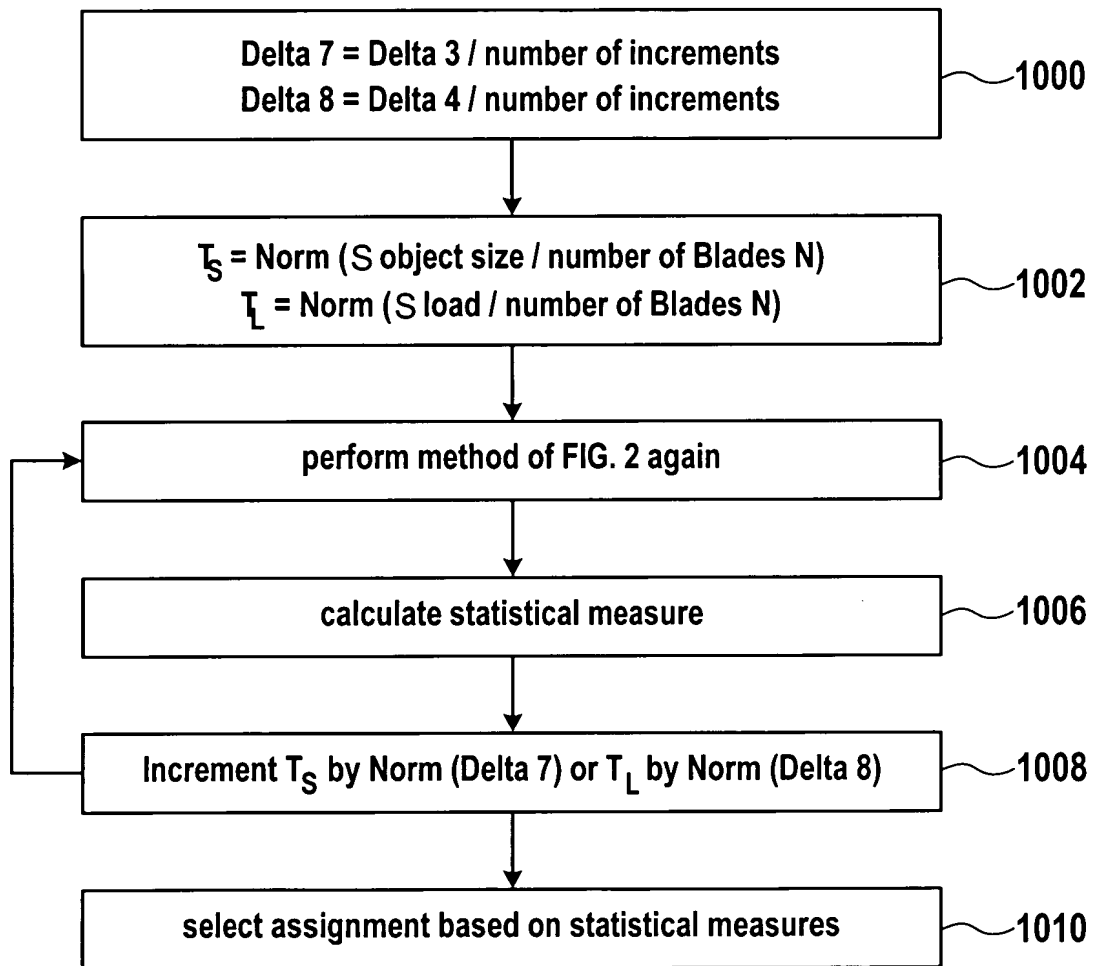 Delta 7 = Delta 3 / number of increments
Delta 8 = Delta 4 / number of increments
1000
T_S = Norm (S object size / number of Blades N)
T_L = Norm (S load / number of Blades N)
1002
perform method of FIG. 2 again
1004
calculate statistical measure
1006
Increment T_S by Norm (Delta 7) or T_L by Norm (Delta 8)
1008
select assignment based on statistical measures
1010